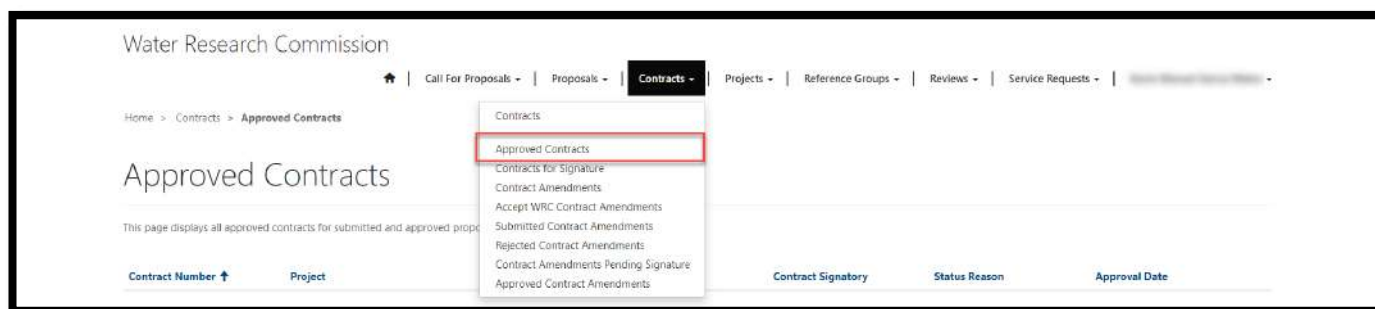 Water Research Commission
Call For Proposals | Proposals | Contracts | Projects | Reference Groups | Reviews | Service Requests |
Home > Contracts > Approved Contracts
Contracts
Approved Contracts
Approved Contracts
Contracts for Signature
Contract Amendments
Accept WRC Contract Amendments
This page displays all approved contracts for submitted and approved propo
Submitted Contract Amendments
Rejected Contract Amendments
Contract Amendments Pending Signature
Approved Contract Amendments
Contract Number ↑ Project Contract Signatory Status Reason Approval Date